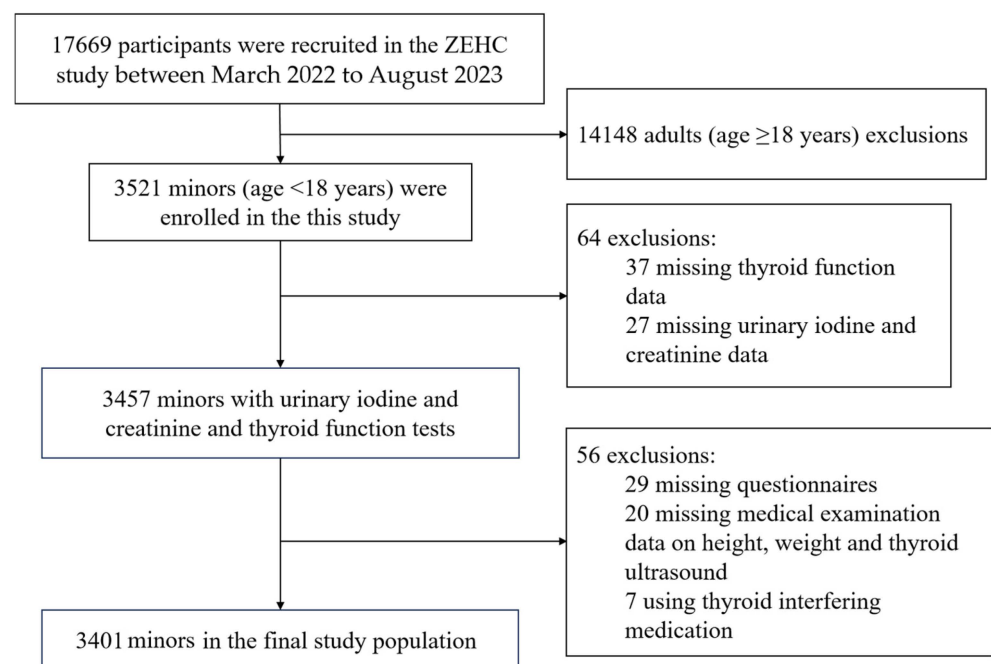 17669 participants were recruited in the ZEHC
study between March 2022 to August 2023
14148 adults (age ≥18 years) exclusions
3521 minors (age <18 years) were
enrolled in the this study
64 exclusions:
37 missing thyroid function
data
27 missing urinary iodine and
creatinine data
3457 minors with urinary iodine and
creatinine and thyroid function tests
56 exclusions:
29 missing questionnaires
20 missing medical examination
data on height, weight and thyroid
ultrasound
7 using thyroid interfering
medication
3401 minors in the final study population